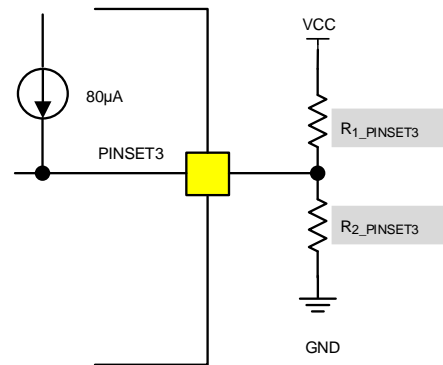 VCC
80µA
R1_PINSET3
PINSET3
R2_PINSET3
GND